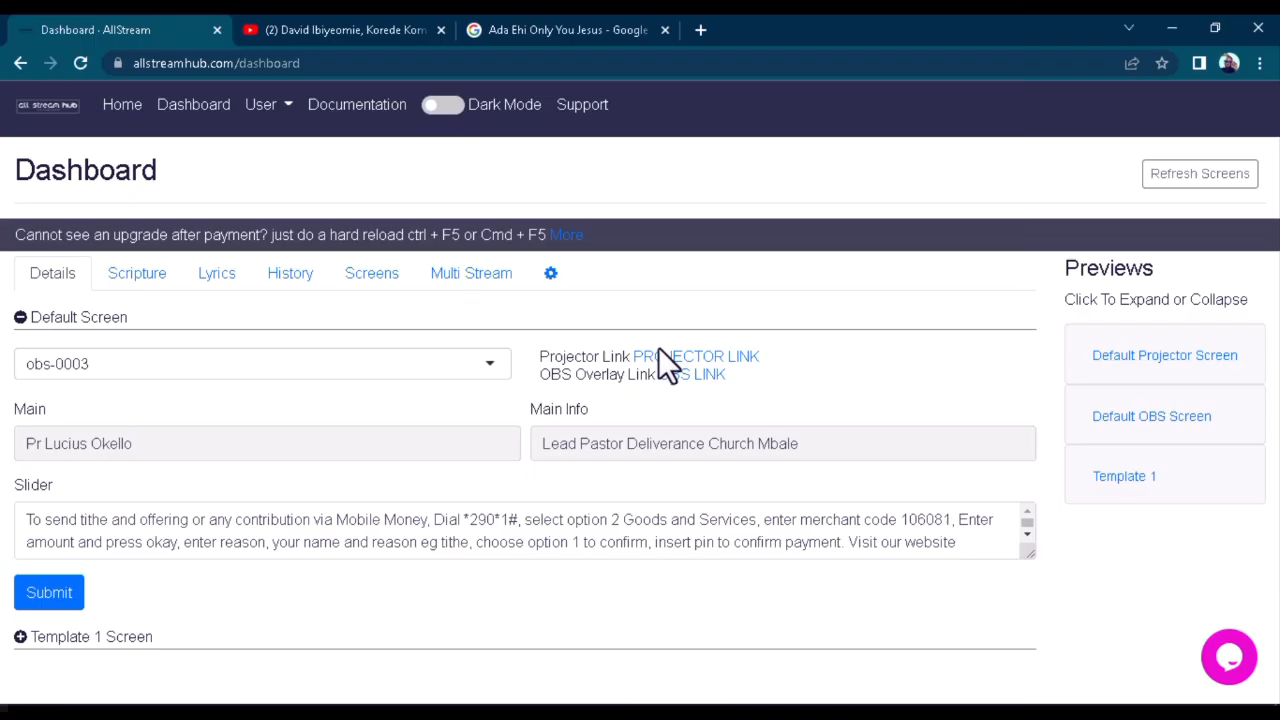 Dashboard · AllStream
(2) David Ibiyeomie, Korede Kom
Ada Ehi Only You Jesus - Google
allstreamhub.com/dashboard
all stream hub Home Dashboard User Documentation Dark Mode Support
Dashboard
Refresh Screens
Cannot see an upgrade after payment? just do a hard reload ctrl + F5 or Cmd + F5 More
Details Scripture Lyrics History Screens Multi Stream
Default Screen
obs-0003
Projector Link PROJECTOR LINK
OBS Overlay Link LINK
Main
Main Info
Pr Lucius Okello
Lead Pastor Deliverance Church Mbale
Slider
To send tithe and offering or any contribution via Mobile Money, Dial *290*1#, select option 2 Goods and Services, enter merchant code 106081, Enter
amount and press okay, enter reason, your name and reason eg tithe, choose option 1 to confirm, insert pin to confirm payment. Visit our website
Submit
Template 1 Screen
Previews
Click To Expand or Collapse
Default Projector Screen
Default OBS Screen
Template 1